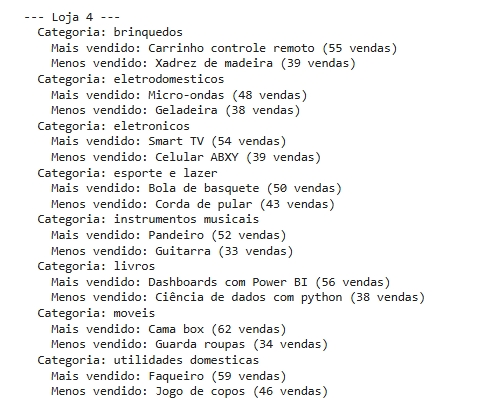 --- Loja 4 ---
Categoria: brinquedos
Mais vendido: Carrinho controle remoto (55 vendas)
Menos vendido: Xadrez de madeira (39 vendas)
Categoria: eletrodomesticos
Mais vendido: Micro-ondas (48 vendas)
Menos vendido: Geladeira (38 vendas)
Categoria: eletronicos
Mais vendido: Smart TV (54 vendas)
Menos vendido: Celular ABXY (39 vendas)
Categoria: esporte e lazer
Mais vendido: Bola de basquete (50 vendas)
Menos vendido: Corda de pular (43 vendas)
Categoria: instrumentos musicais
Mais vendido: Pandeiro (52 vendas)
Menos vendido: Guitarra (33 vendas)
Categoria: livros
Mais vendido: Dashboards com Power BI (56 vendas)
Menos vendido: Ciência de dados com python (38 vendas)
Categoria: moveis
Mais vendido: Cama box (62 vendas)
Menos vendido: Guarda roupas (34 vendas)
Categoria: utilidades domesticas
Mais vendido: Faqueiro (59 vendas)
Menos vendido: Jogo de copos (46 vendas)